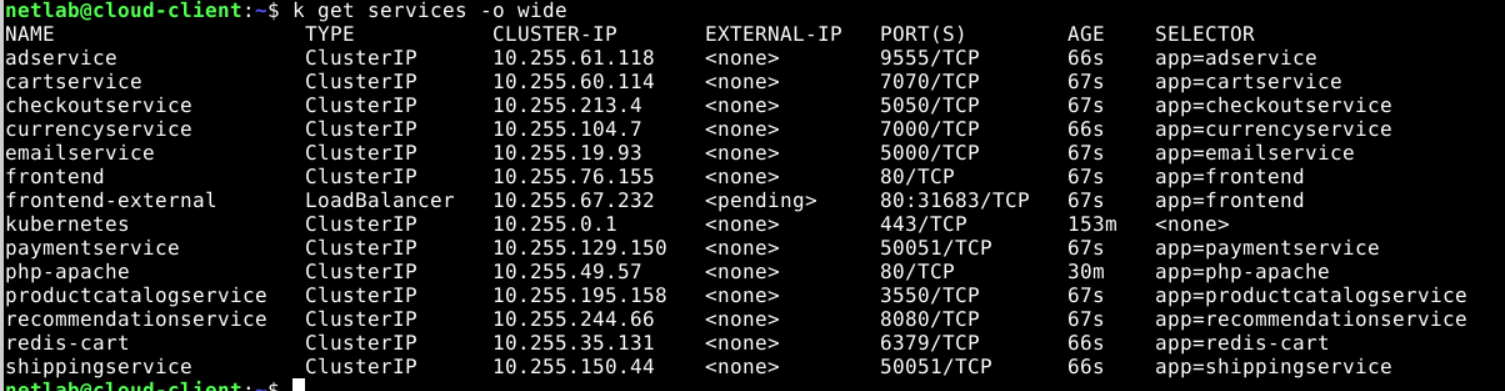 netlab@cloud-client:~$ k get services -o wide
NAME                    TYPE           CLUSTER-IP       EXTERNAL-IP   PORT(S)        AGE    SELECTOR
adservice               ClusterIP      10.255.61.118    <none>        9555/TCP       66s    app=adservice
cartservice             ClusterIP      10.255.60.114    <none>        7070/TCP       67s    app=cartservice
checkoutservice         ClusterIP      10.255.213.4     <none>        5050/TCP       67s    app=checkoutservice
currencyservice         ClusterIP      10.255.104.7     <none>        7000/TCP       66s    app=currencyservice
emailservice            ClusterIP      10.255.19.93     <none>        5000/TCP       67s    app=emailservice
frontend                ClusterIP      10.255.76.155    <none>        80/TCP         67s    app=frontend
frontend-external       LoadBalancer   10.255.67.232    <pending>     80:31683/TCP   67s    app=frontend
kubernetes              ClusterIP      10.255.0.1       <none>        443/TCP        153m   <none>
paymentservice          ClusterIP      10.255.129.150   <none>        50051/TCP      67s    app=paymentservice
php-apache              ClusterIP      10.255.49.57     <none>        80/TCP         30m    app=php-apache
productcatalogservice   ClusterIP      10.255.195.158   <none>        3550/TCP       67s    app=productcatalogservice
recommendationservice   ClusterIP      10.255.244.66    <none>        8080/TCP       67s    app=recommendationservice
redis-cart              ClusterIP      10.255.35.131    <none>        6379/TCP       66s    app=redis-cart
shippingservice         ClusterIP      10.255.150.44    <none>        50051/TCP      66s    app=shippingservice
netlab@cloud-client:~$